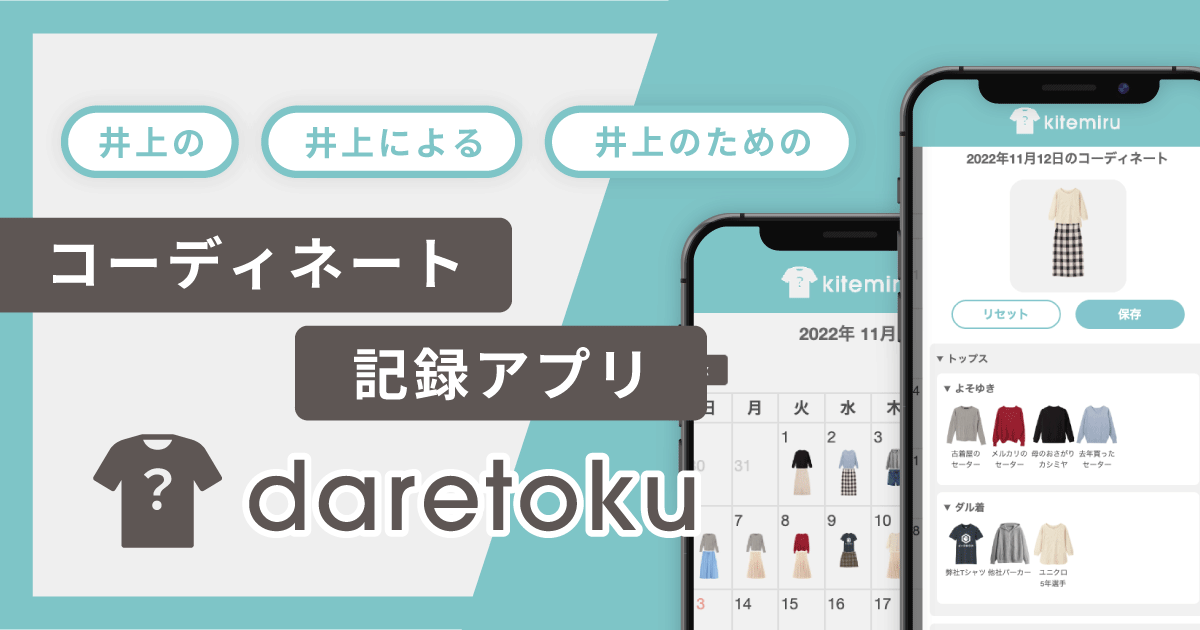 井上の
井上による
井上のための
コーディネート
記録アプリ
?
daretoku
? kitemir
2022年 11月
日 月 火 水 木
30 31 1 2 3
7 8 9 10
13 14 15 16 17
? kitemiru
2022年11月12日のコーディネート
リセット 保存
▼ トップス
▼ よそゆき
古着屋の メルカリの 母のおさがり 去年買った
セーター セーター カシミヤ セーター
▼ ダル着
弊社Tシャツ 他社パーカー ユニクロ
5年選手